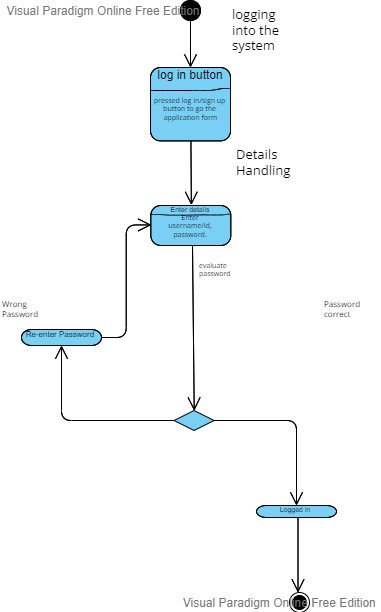 Visual Paradigm Online Free Edition
logging
into the
system
log in button
pressed log in/sign up
button to go the
application form
Details
Handling
Enter details
Enter
username/id,
password.
evaluate
password
Wrong
Password
Password
correct
Re-enter Password
Logged in
Visual Paradigm Online Free Edition